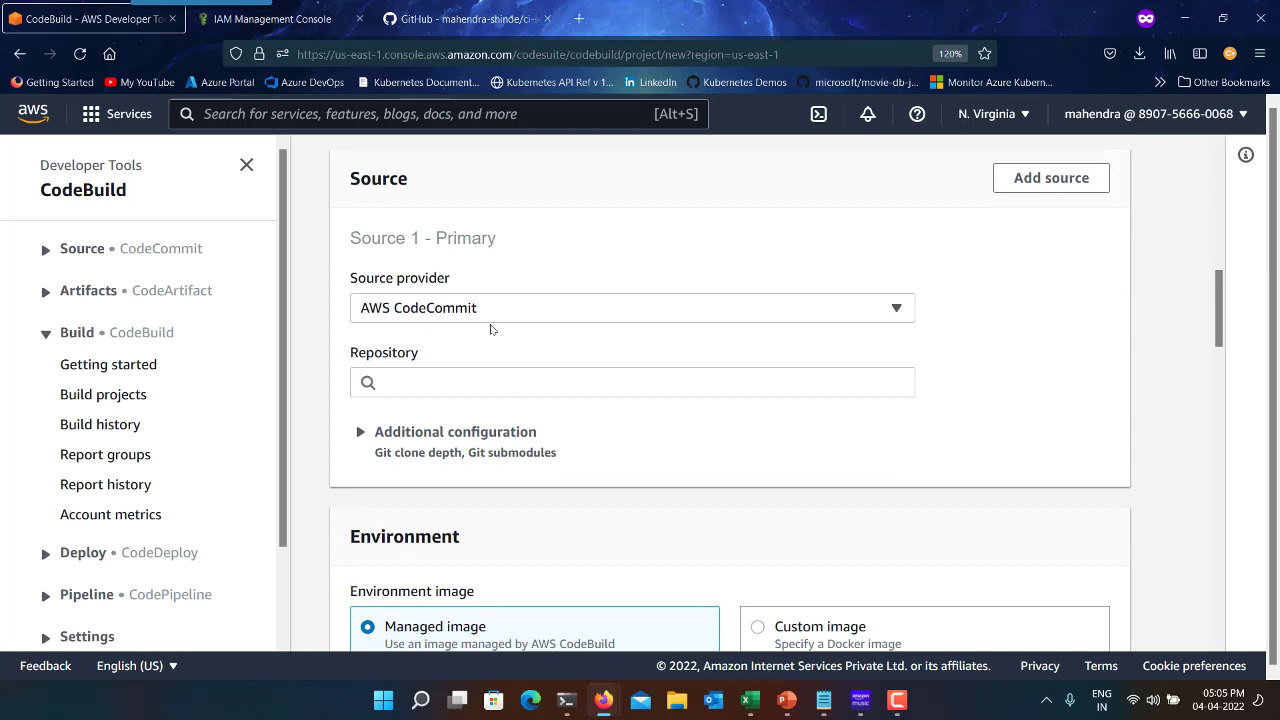 CodeBuild - AWS Developer To
IAM Management Console
GitHub - mahendra-shinde/ci-s
https://us-east-1.console.aws.amazon.com/codesuite/codebuild/project/new?region=us-east-1
120%
Getting Started
My YouTube
Azure Portal
Azure DevOps
Kubernetes Document...
Kubernetes API Ref v 1...
LinkedIn
Kubernetes Demos
microsoft/movie-db-j...
Monitor Azure Kubern...
Other Bookmarks
aws
Services
Search for services, features, blogs, docs, and more
[Alt+S]
N. Virginia
mahendra @ 8907-5666-0068
Developer Tools
CodeBuild
Source • CodeCommit
Artifacts • CodeArtifact
Build • CodeBuild
Getting started
Build projects
Build history
Report groups
Report history
Account metrics
Deploy • CodeDeploy
Pipeline • CodePipeline
Settings
Source
Add source
Source 1 - Primary
Source provider
AWS CodeCommit
Repository
Additional configuration
Git clone depth, Git submodules
Environment
Environment image
Managed image
Use an image managed by AWS CodeBuild
Custom image
Specify a Docker image
Feedback
English (US)
© 2022, Amazon Internet Services Private Ltd. or its affiliates.
Privacy
Terms
Cookie preferences
ENG
IN
05:05 PM
04-04-2022